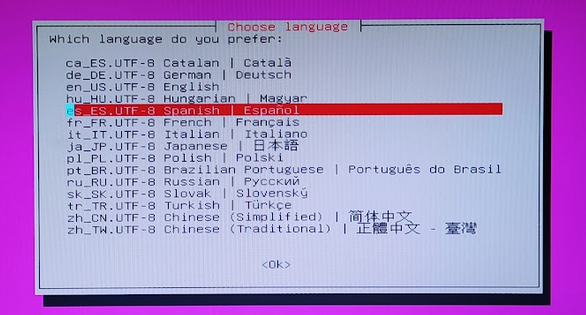 Choose language
Which language do you prefer:
ca_ES.UTF-8 Catalan | Català
de_DE.UTF-8 German | Deutsch
en_US.UTF-8 English
hu_HU.UTF-8 Hungarian | Magyar
es_ES.UTF-8 Spanish | Español
fr_FR.UTF-8 French | Français
it_IT.UTF-8 Italian | Italiano
ja_JP.UTF-8 Japanese | 日本語
pl_PL.UTF-8 Polish | Polski
pt_BR.UTF-8 Brazilian Portuguese | Português do Brasil
ru_RU.UTF-8 Russian | Русский
sk_SK.UTF-8 Slovak | Slovenský
tr_TR.UTF-8 Turkish | Türkçe
zh_CN.UTF-8 Chinese (Simplified) | 简体中文
zh_TW.UTF-8 Chinese (Traditional) | 正體中文 - 臺灣
<Ok>